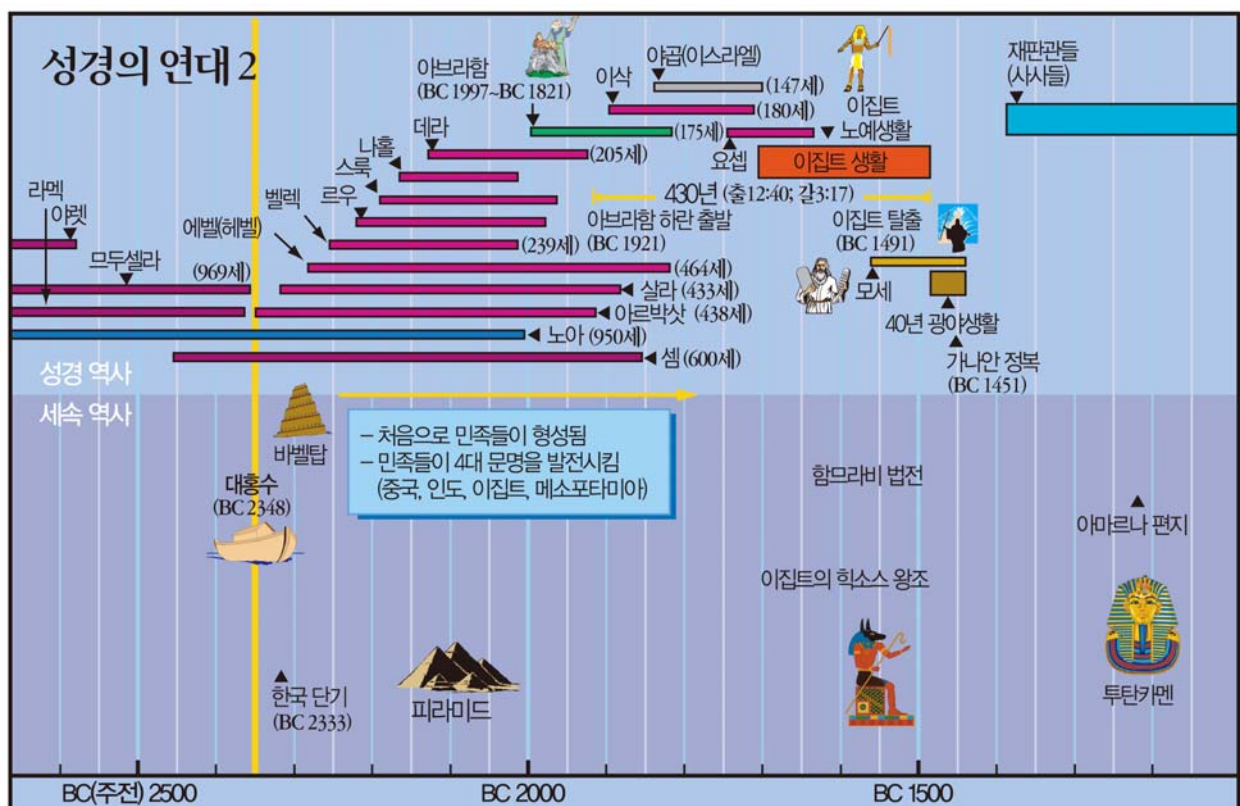 성경의 연대 2
아브라함
(BC 1997~BC 1821)
야곱(이스라엘)
(147세)
이삭
(180세)
이집트
노예생활
재판관들
(사사들)
데라
(175세)
요셉
(205세)
이집트 생활
나홀
스룩
430년 (출12:40; 갈3:17)
라멕
야렛
벨렉
르우
에벨(헤벨)
(239세)
아브라함 하란 출발
(BC 1921)
이집트 탈출
(BC 1491)
므두셀라
(969세)
(464세)
살라 (433세)
모세
아르박삿 (438세)
40년 광야생활
노아 (950세)
셈 (600세)
가나안 정복
(BC 1451)
성경 역사
세속 역사
바벨탑
– 처음으로 민족들이 형성됨
– 민족들이 4대 문명을 발전시킴
(중국, 인도, 이집트, 메소포타미아)
대홍수
(BC 2348)
함므라비 법전
아마르나 편지
이집트의 힉소스 왕조
한국 단기
(BC 2333)
피라미드
투탄카멘
BC(주전) 2500
BC 2000
BC 1500